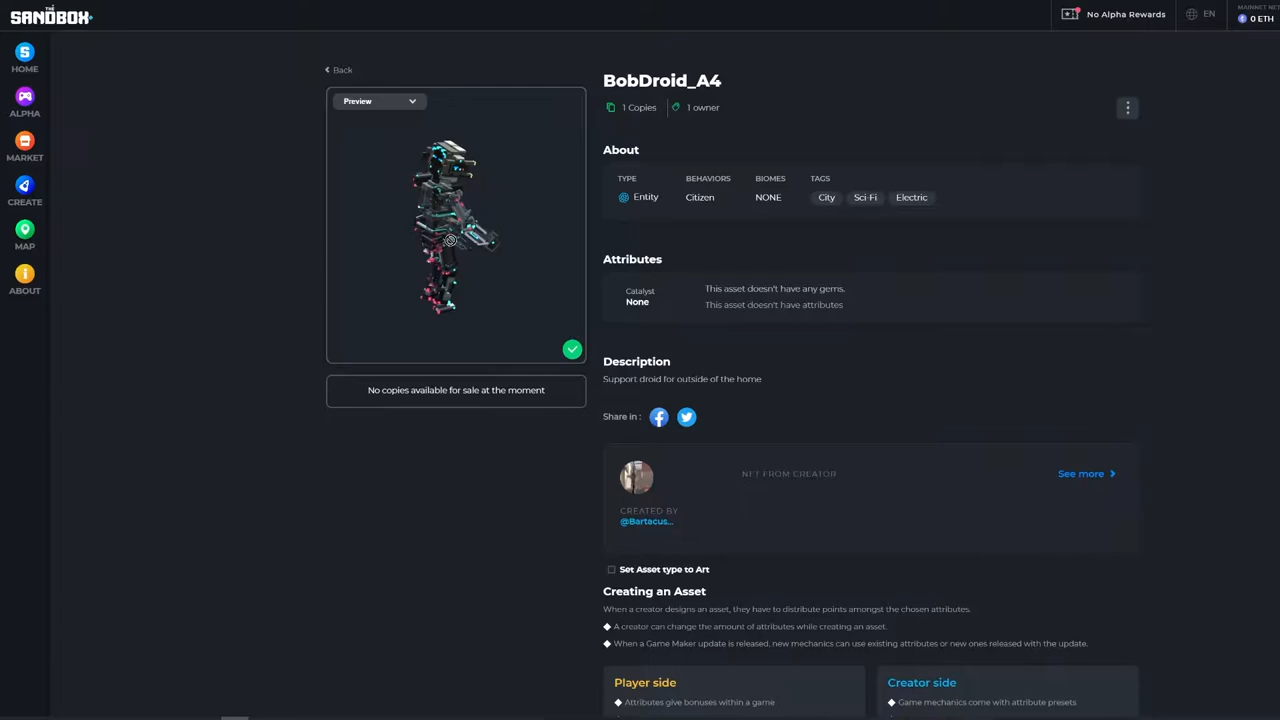 THE
SANDBOX
No Alpha Rewards
EN
MAINNET NET
0 ETH
HOME
ALPHA
MARKET
CREATE
MAP
ABOUT
Back
Preview
No copies available for sale at the moment
BobDroid_A4
1 Copies
1 owner
About
TYPE BEHAVIORS BIOMES TAGS
Entity Citizen NONE City Sci-Fi Electric
Attributes
Catalyst
None
This asset doesn't have any gems.
This asset doesn't have attributes
Description
Support droid for outside of the home
Share in :
NFT FROM CREATOR
See more
CREATED BY
@Bartacus...
Set Asset type to Art
Creating an Asset
When a creator designs an asset, they have to distribute points amongst the chosen attributes.
A creator can change the amount of attributes while creating an asset.
When a Game Maker update is released, new mechanics can use existing attributes or new ones released with the update.
Player side
Attributes give bonuses within a game
Creator side
Game mechanics come with attribute presets